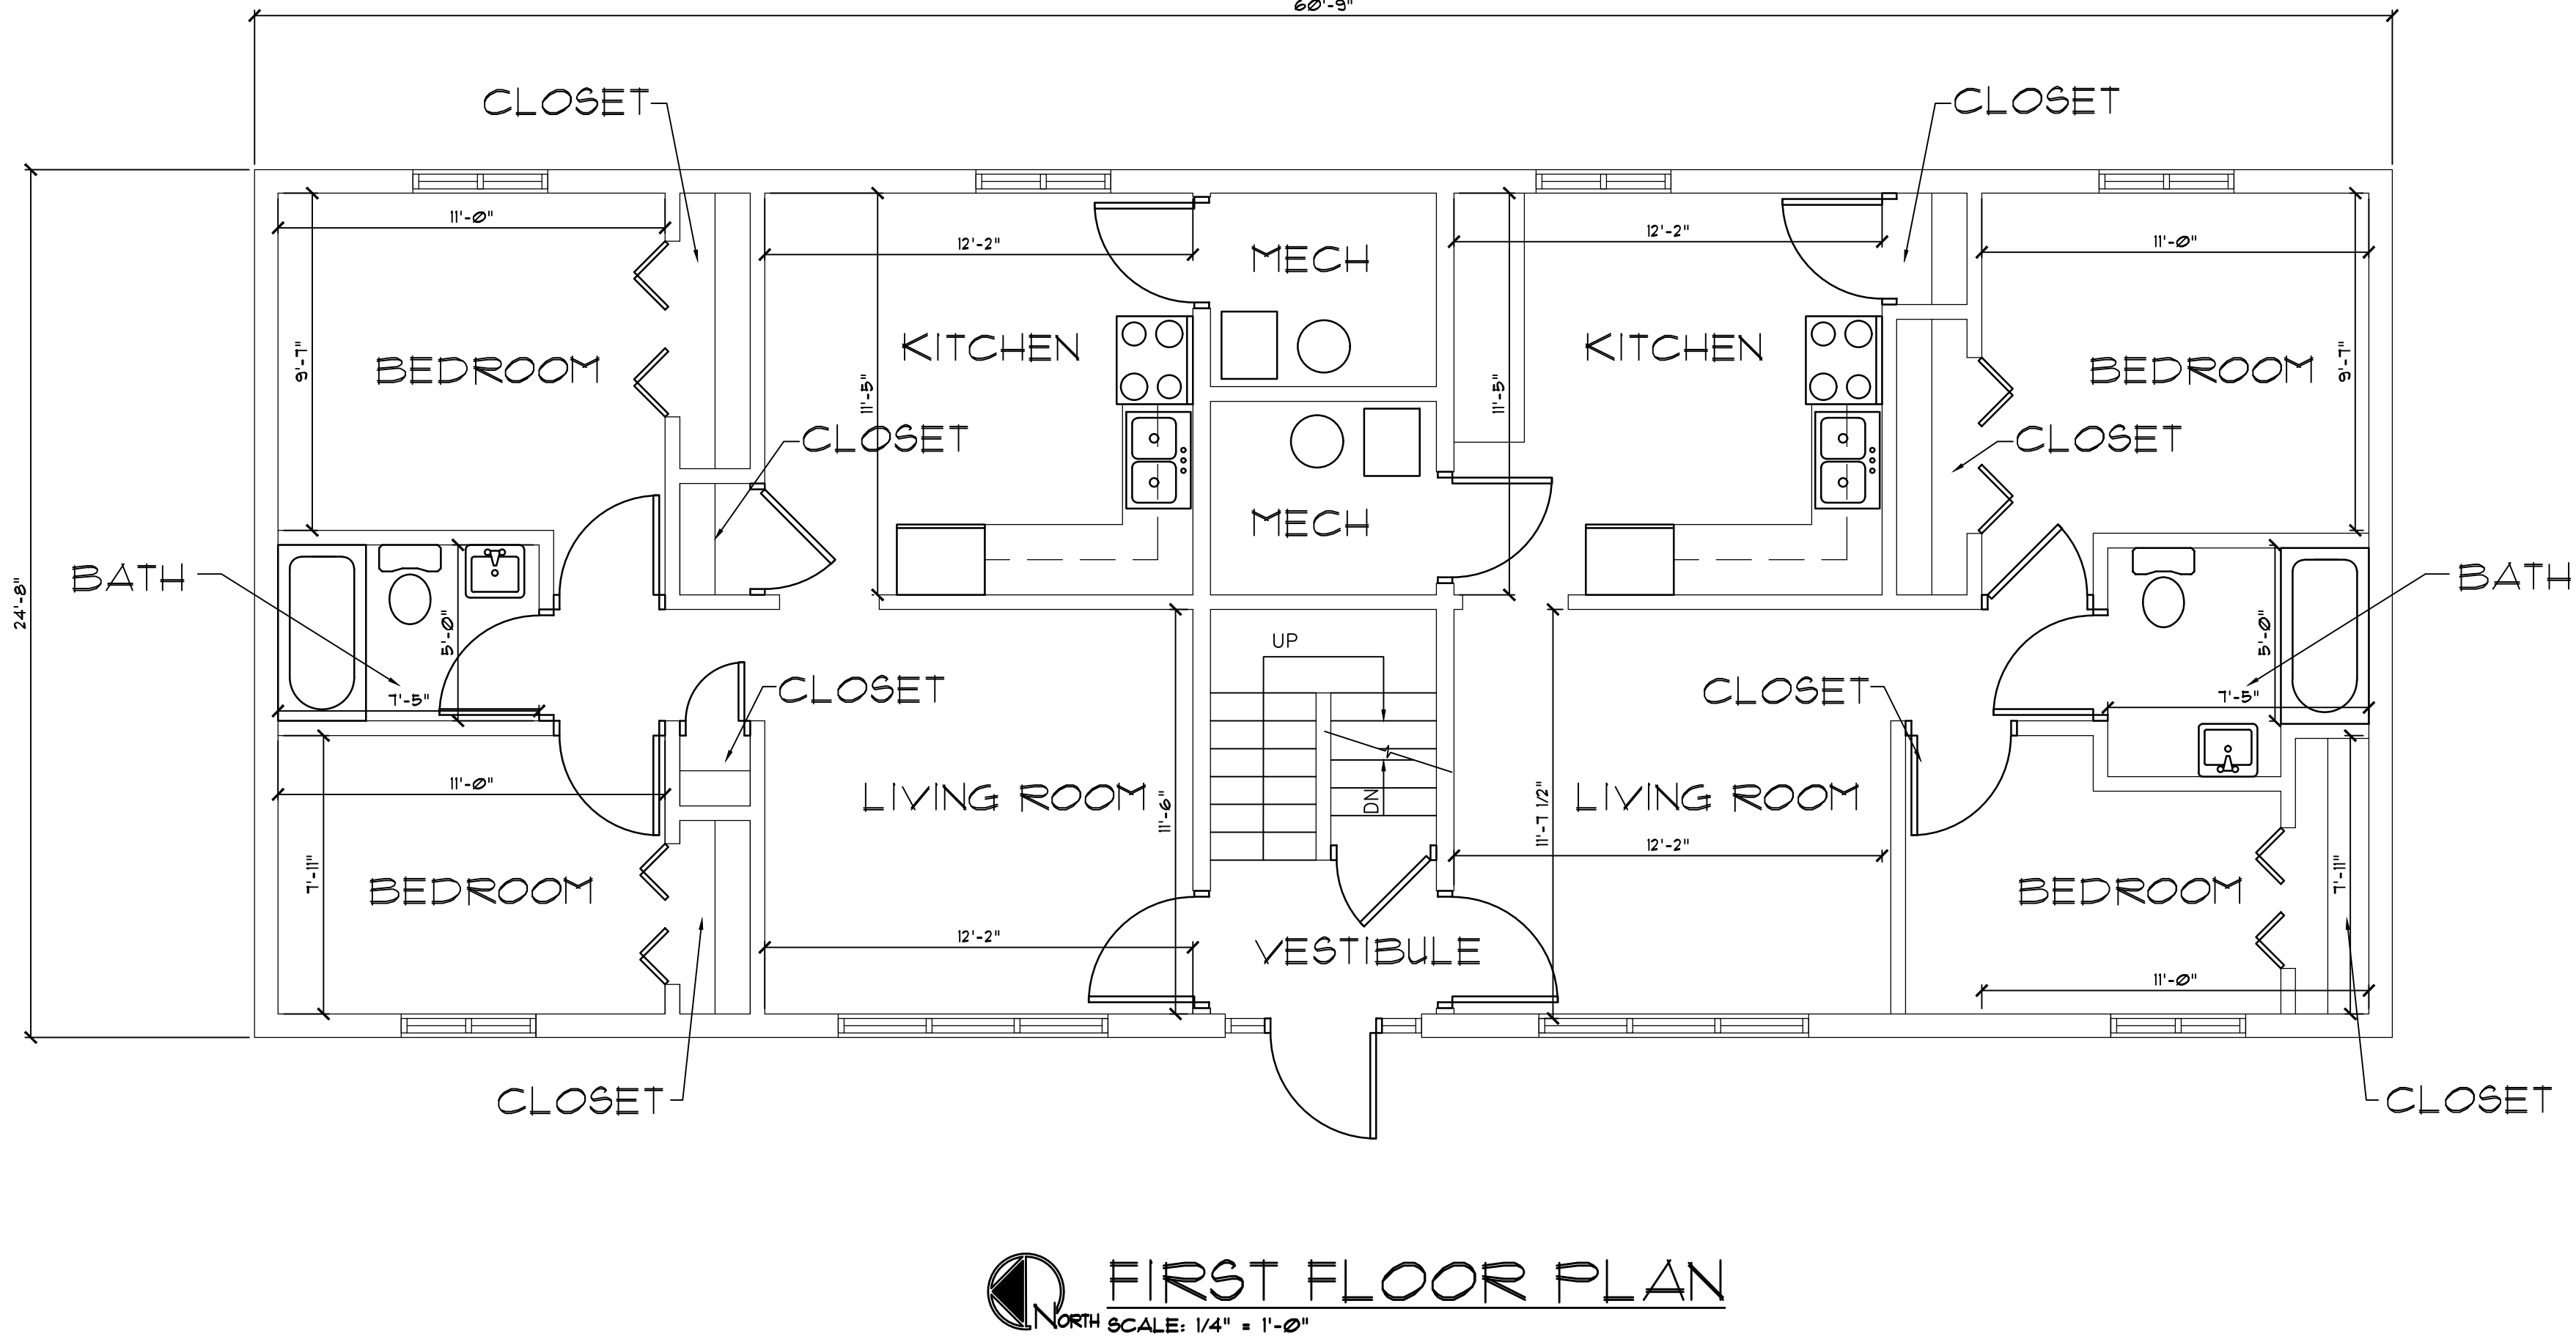 60'-9"
CLOSET
CLOSET
11'-0"
12'-2"
12'-2"
11'-0"
MECH
KITCHEN
KITCHEN
BEDROOM
BEDROOM
9'-7"
9'-7"
11'-5"
11'-5"
CLOSET
CLOSET
MECH
BATH
BATH
24'-8"
5'-0"
5'-0"
UP
CLOSET
CLOSET
7'-5"
7'-5"
11'-0"
LIVING ROOM
LIVING ROOM
DN
11'-6"
11'-7 1/2"
12'-2"
7'-11"
7'-11"
BEDROOM
BEDROOM
12'-2"
VESTIBULE
11'-0"
CLOSET
CLOSET
FIRST FLOOR PLAN
NORTH SCALE: 1/4" = 1'-0"